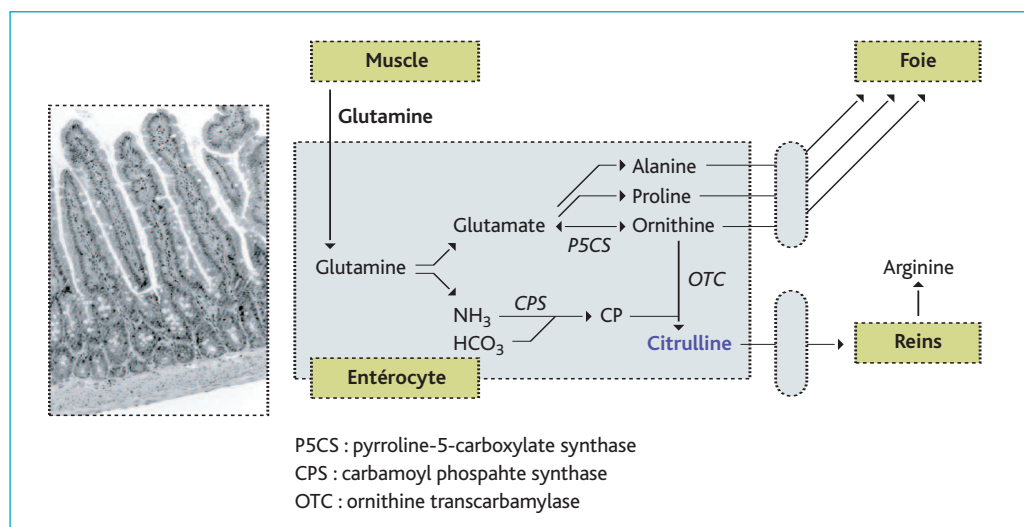 Muscle
Foie
Glutamine
Alanine
Proline
Glutamate
Ornithine
P5CS
Glutamine
OTC
Arginine
CPS
NH3
CP
HCO3
Citrulline
Reins
Entérocyte
P5CS : pyrroline-5-carboxylate synthase
CPS : carbamoyl phospahte synthase
OTC : ornithine transcarbamylase